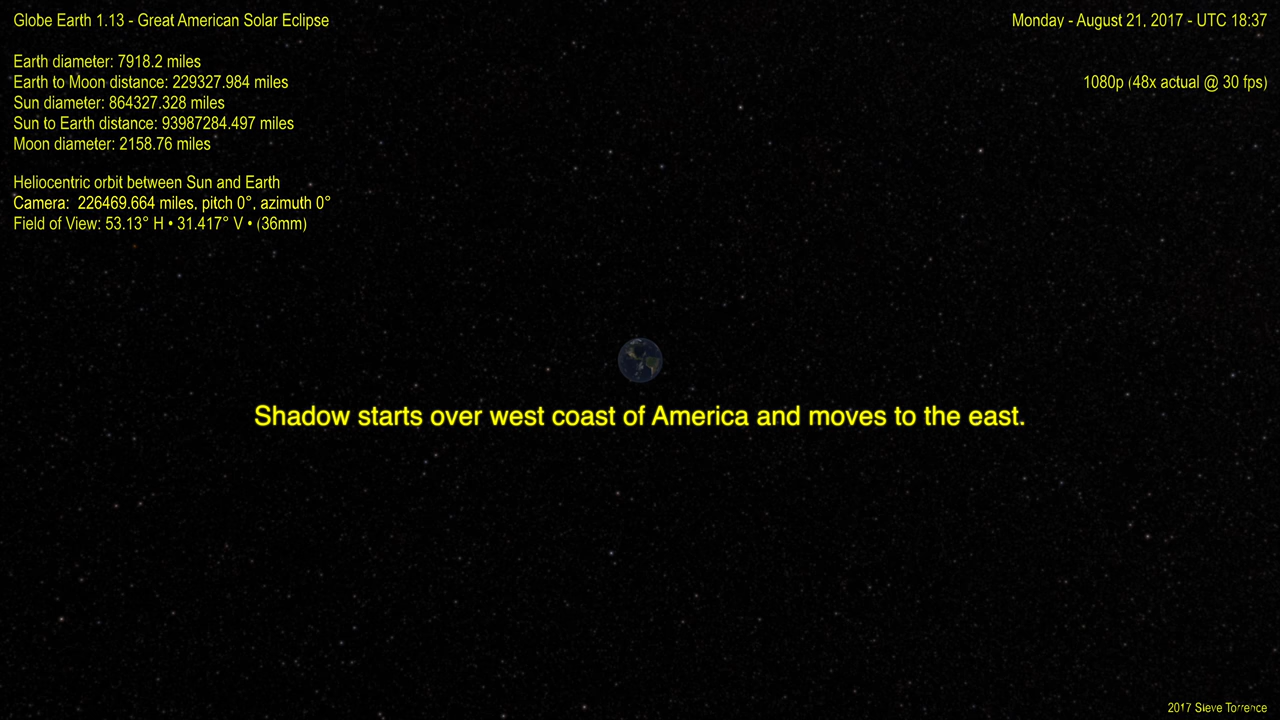 Globe Earth 1.13 - Great American Solar Eclipse
Monday - August 21, 2017 - UTC 18:37
Earth diameter: 7918.2 miles
Earth to Moon distance: 229327.984 miles
1080p (48x actual @ 30 fps)
Sun diameter: 864327.328 miles
Sun to Earth distance: 93987284.497 miles
Moon diameter: 2158.76 miles
Heliocentric orbit between Sun and Earth
Camera: 226469.664 miles, pitch 0°, azimuth 0°
Field of View: 53.13° H • 31.417° V • (36mm)
Shadow starts over west coast of America and moves to the east.
2017 Steve Torrence